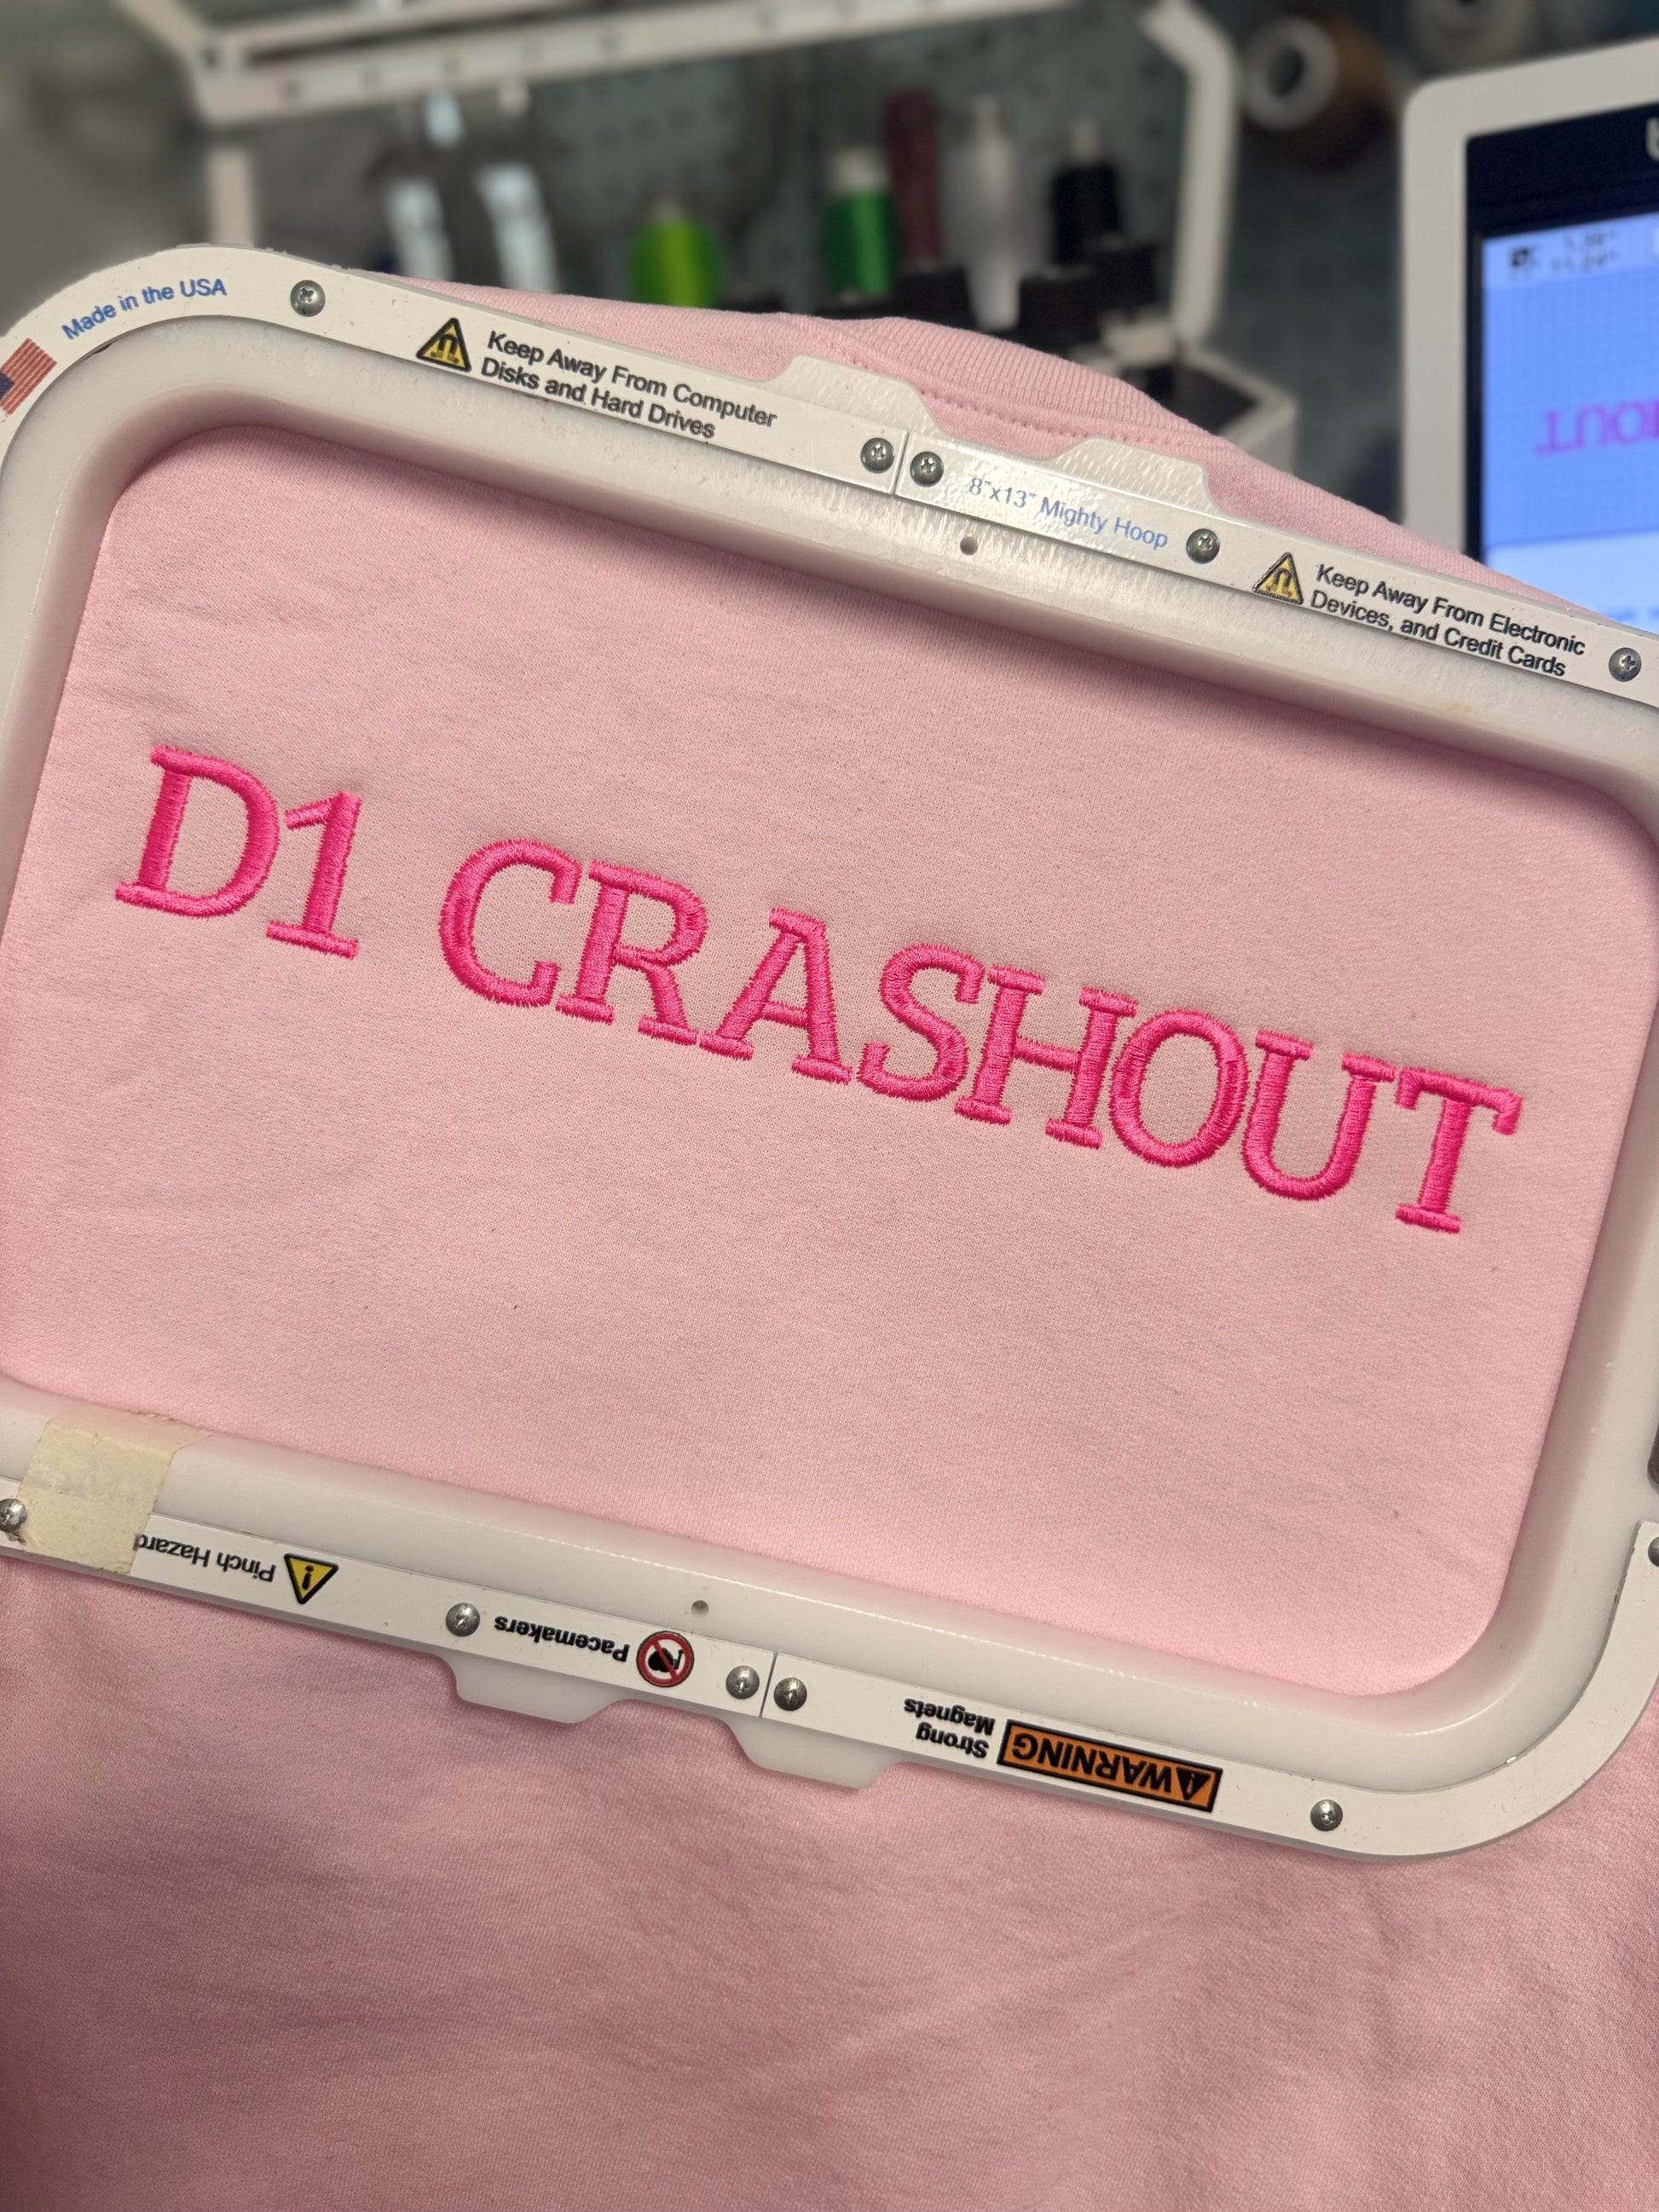 Made in the USA
Keep Away From Computer
Disks and Hard Drives
8"x13" Mighty Hoop
Keep Away From Electronic
Devices, and Credit Cards
D1 CRASHOUT
HOUT
Pinch Hazard
Pacemakers
WARNING
Strong
Magnets